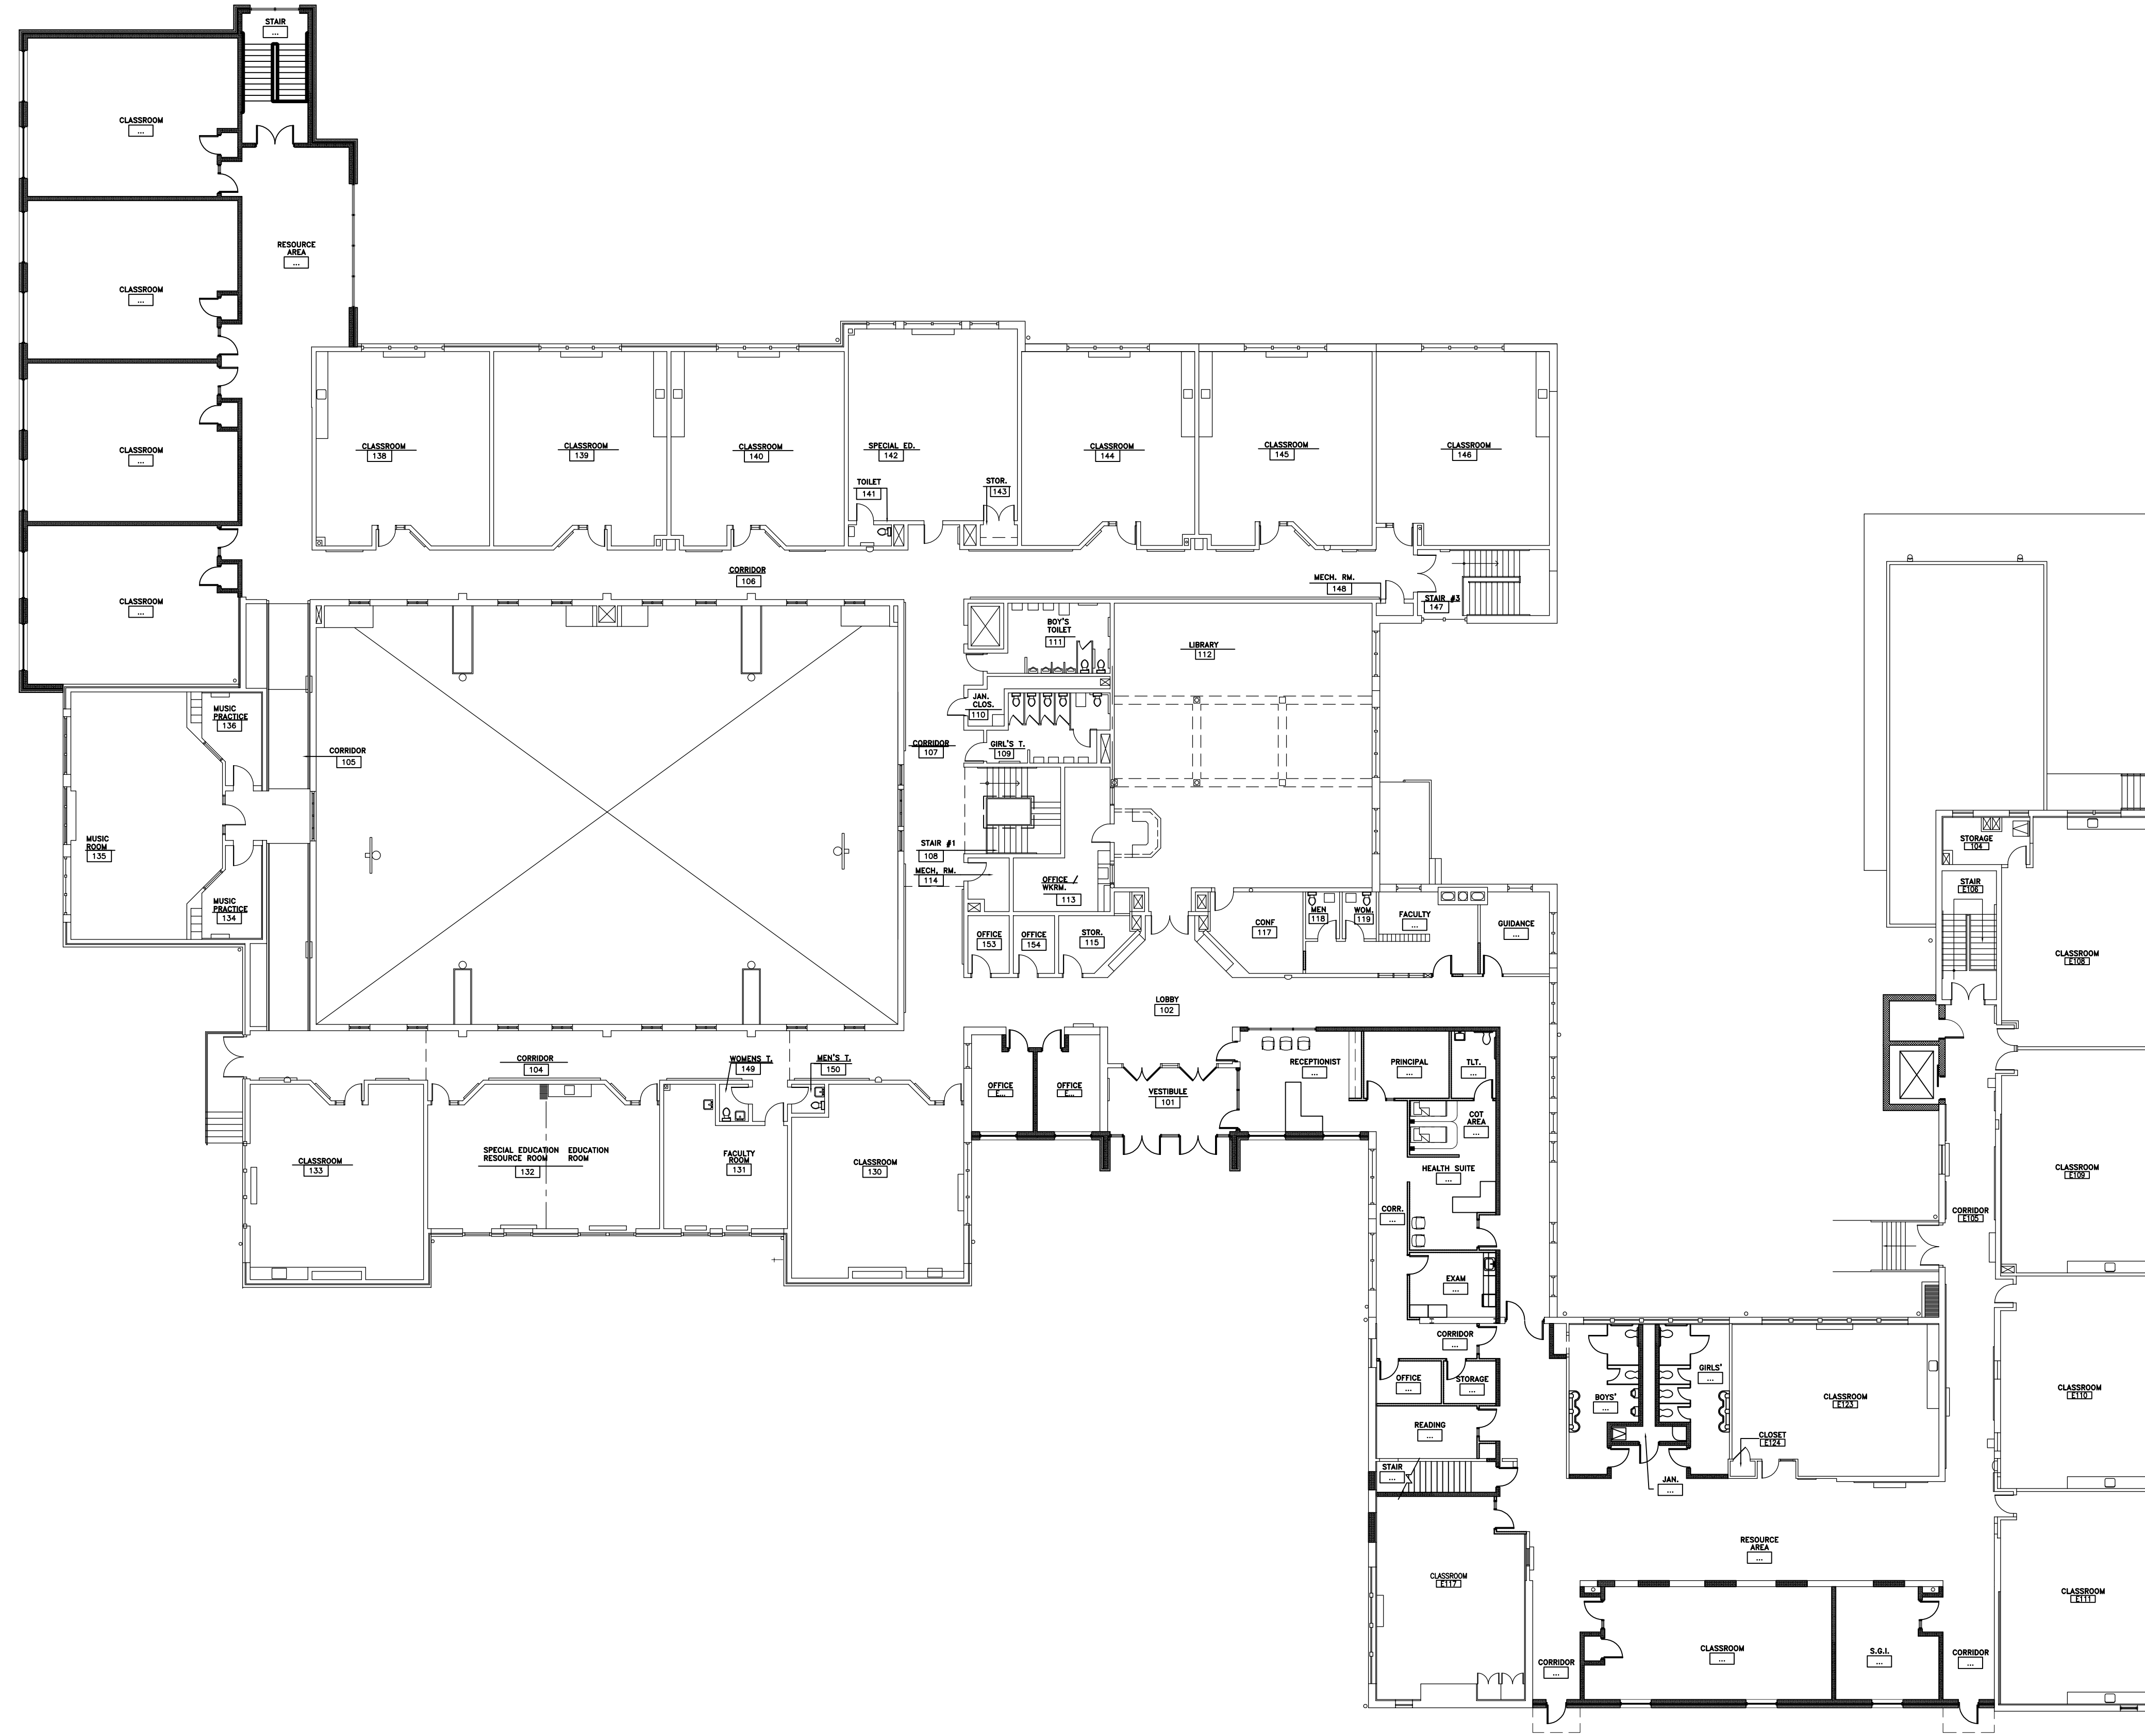 STAIR
...
CLASSROOM
...
RESOURCE
AREA
...
CLASSROOM
...
CLASSROOM
...
CLASSROOM
...
CLASSROOM
138
CLASSROOM
139
CLASSROOM
140
SPECIAL ED.
142
TOILET
141
STOR.
143
CLASSROOM
144
CLASSROOM
145
CLASSROOM
146
CORRIDOR
106
MECH. RM.
148
STAIR #3
147
BOY'S
TOILET
111
LIBRARY
112
JAN.
CLOS.
110
GIRL'S T.
109
CORRIDOR
107
CORRIDOR
105
MUSIC
PRACTICE
136
MUSIC
ROOM
135
MUSIC
PRACTICE
134
STAIR #1
108
MECH, RM.
114
OFFICE /
WKRM.
113
OFFICE
153
OFFICE
154
STOR.
115
CONF
117
MEN
118
WOM.
119
FACULTY
...
GUIDANCE
...
STORAGE
104
STAIR
E106
CLASSROOM
E108
LOBBY
102
CORRIDOR
104
WOMENS T.
149
MEN'S T.
150
OFFICE
E...
OFFICE
E...
VESTIBULE
101
RECEPTIONIST
...
PRINCIPAL
...
TLT.
...
COT
AREA
...
HEALTH SUITE
...
CORR.
...
EXAM
...
CLASSROOM
133
SPECIAL EDUCATION
RESOURCE ROOM
EDUCATION
ROOM
132
FACULTY
ROOM
131
CLASSROOM
130
CLASSROOM
E109
CORRIDOR
E105
CORRIDOR
...
OFFICE
...
STORAGE
...
READING
...
STAIR
...
BOYS'
...
GIRLS'
...
CLASSROOM
E123
CLOSET
E124
JAN.
...
CLASSROOM
E110
RESOURCE
AREA
...
CLASSROOM
E117
CLASSROOM
E111
CORRIDOR
...
CLASSROOM
...
S.G.I.
...
CORRIDOR
...